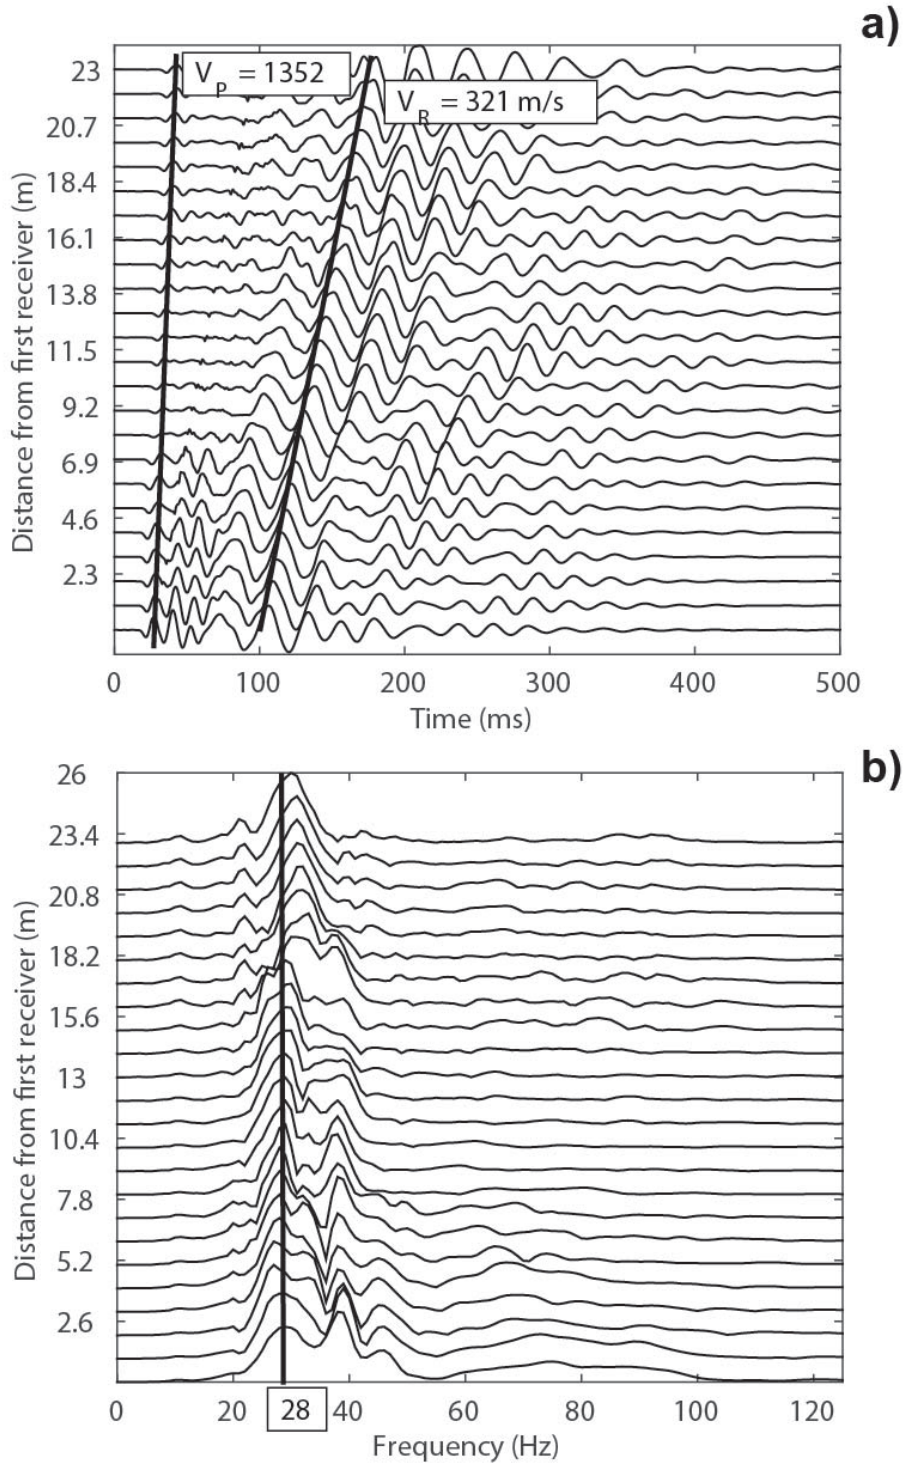 a)
V_P = 1352
V_R = 321 m/s
Distance from first receiver (m)
23
20.7
18.4
16.1
13.8
11.5
9.2
6.9
4.6
2.3
0 100 200 300 400 500
Time (ms)
b)
Distance from first receiver (m)
26
23.4
20.8
18.2
15.6
13
10.4
7.8
5.2
2.6
0 20 28 40 60 80 100 120
Frequency (Hz)